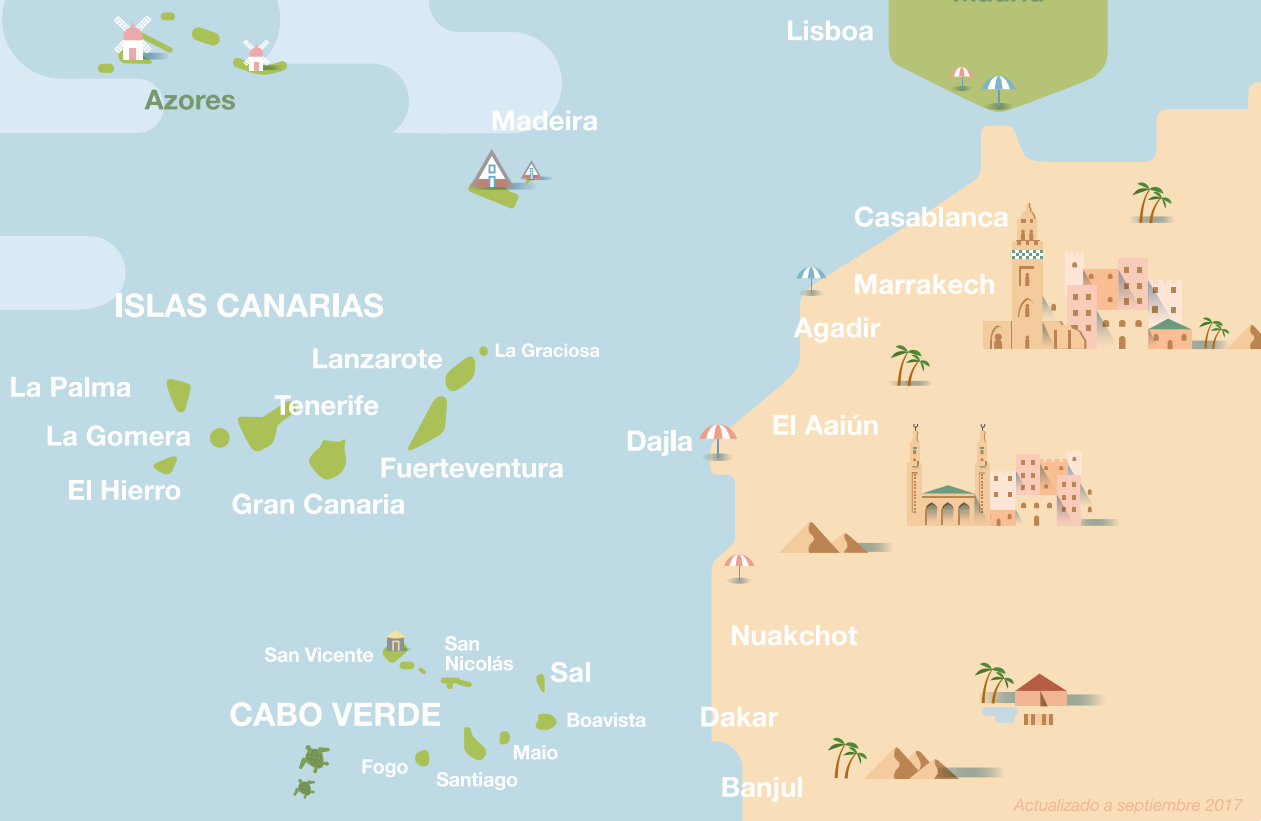 madrid
Lisboa
Azores
Madeira
Casablanca
Marrakech
ISLAS CANARIAS
Agadir
La Graciosa
Lanzarote
La Palma
Tenerife
El Aaiún
La Gomera
Dajla
Fuerteventura
El Hierro
Gran Canaria
Nuakchot
San
Nicolás
San Vicente
Sal
CABO VERDE
Boavista
Dakar
Maio
Fogo
Santiago
Banjul
Actualizado a septiembre 2017